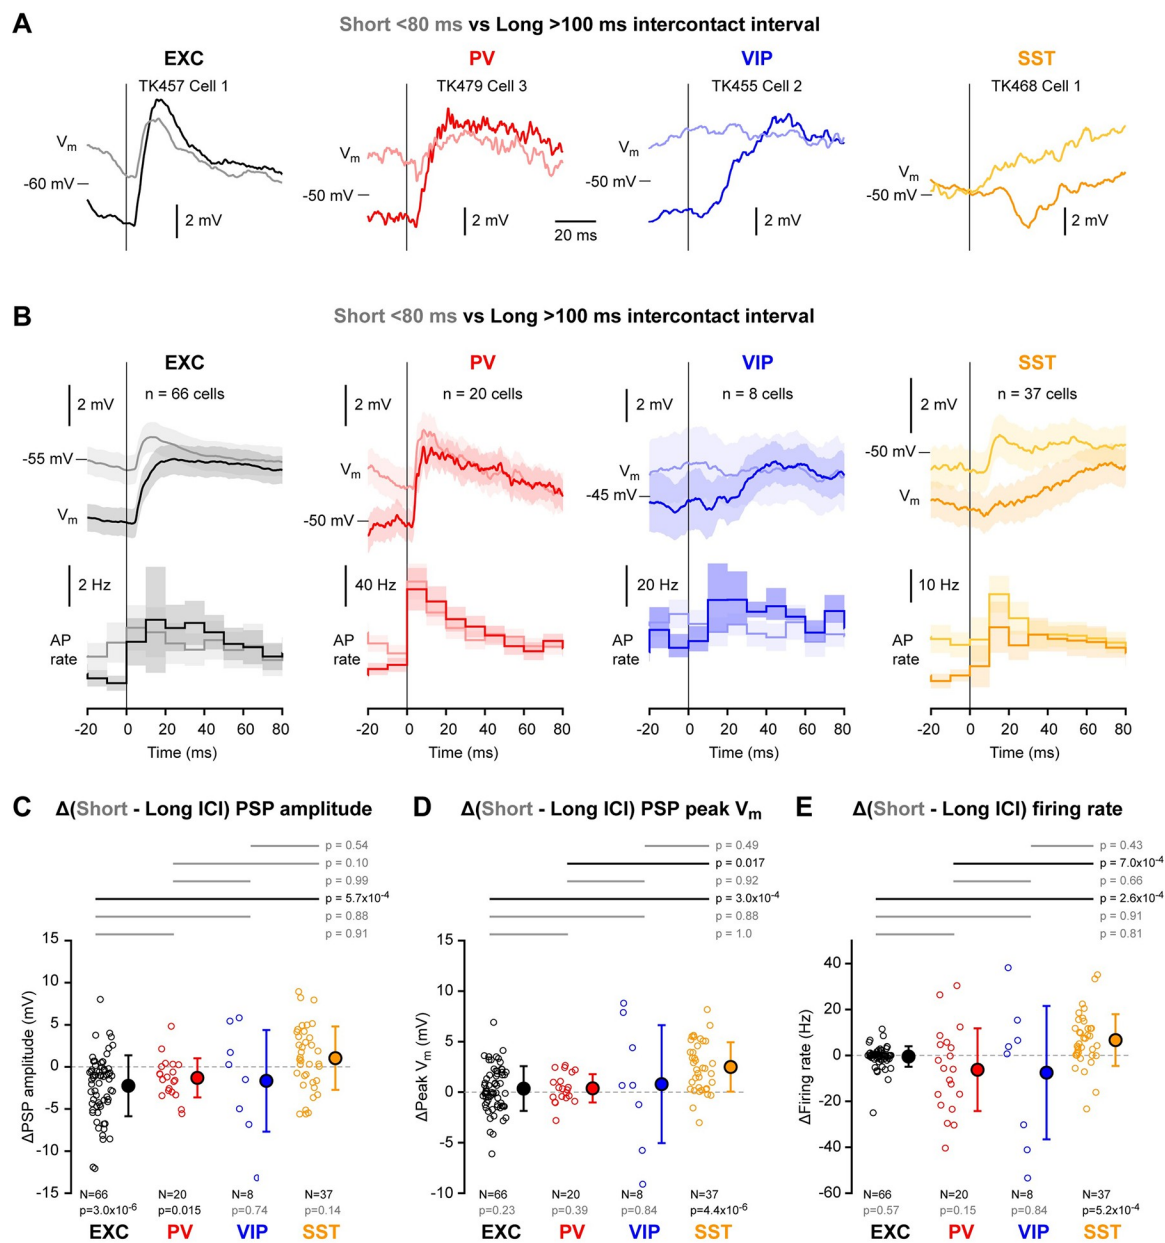 A
Short <80 ms vs Long >100 ms intercontact interval
EXC PV VIP SST
TK457 Cell 1 TK479 Cell 3 TK455 Cell 2 TK468 Cell 1
Vm Vm Vm Vm
-60 mV -50 mV -50 mV -50 mV
2 mV 2 mV 2 mV 2 mV
20 ms
B
Short <80 ms vs Long >100 ms intercontact interval
EXC PV VIP SST
n = 66 cells n = 20 cells n = 8 cells n = 37 cells
2 mV 2 mV 2 mV 2 mV
-55 mV Vm -50 mV
Vm -50 mV Vm -45 mV Vm
2 Hz 40 Hz 20 Hz 10 Hz
AP rate AP rate AP rate AP rate
-20 0 20 40 60 80 -20 0 20 40 60 80 -20 0 20 40 60 80 -20 0 20 40 60 80
Time (ms) Time (ms) Time (ms) Time (ms)
C Δ(Short - Long ICI) PSP amplitude
p = 0.54
p = 0.10
p = 0.99
p = 5.7x10-4
p = 0.88
p = 0.91
ΔPSP amplitude (mV)
15
10
5
0
-5
-10
-15
N=66 N=20 N=8 N=37
p=3.0x10-6 p=0.015 p=0.74 p=0.14
EXC PV VIP SST
D Δ(Short - Long ICI) PSP peak Vm
p = 0.49
p = 0.017
p = 0.92
p = 3.0x10-4
p = 0.88
p = 1.0
ΔPeak Vm (mV)
15
10
5
0
-5
-10
N=66 N=20 N=8 N=37
p=0.23 p=0.39 p=0.84 p=4.4x10-6
EXC PV VIP SST
E Δ(Short - Long ICI) firing rate
p = 0.43
p = 7.0x10-4
p = 0.66
p = 2.6x10-4
p = 0.91
p = 0.81
ΔFiring rate (Hz)
40
20
0
-20
-40
-60
N=66 N=20 N=8 N=37
p=0.57 p=0.15 p=0.84 p=5.2x10-4
EXC PV VIP SST